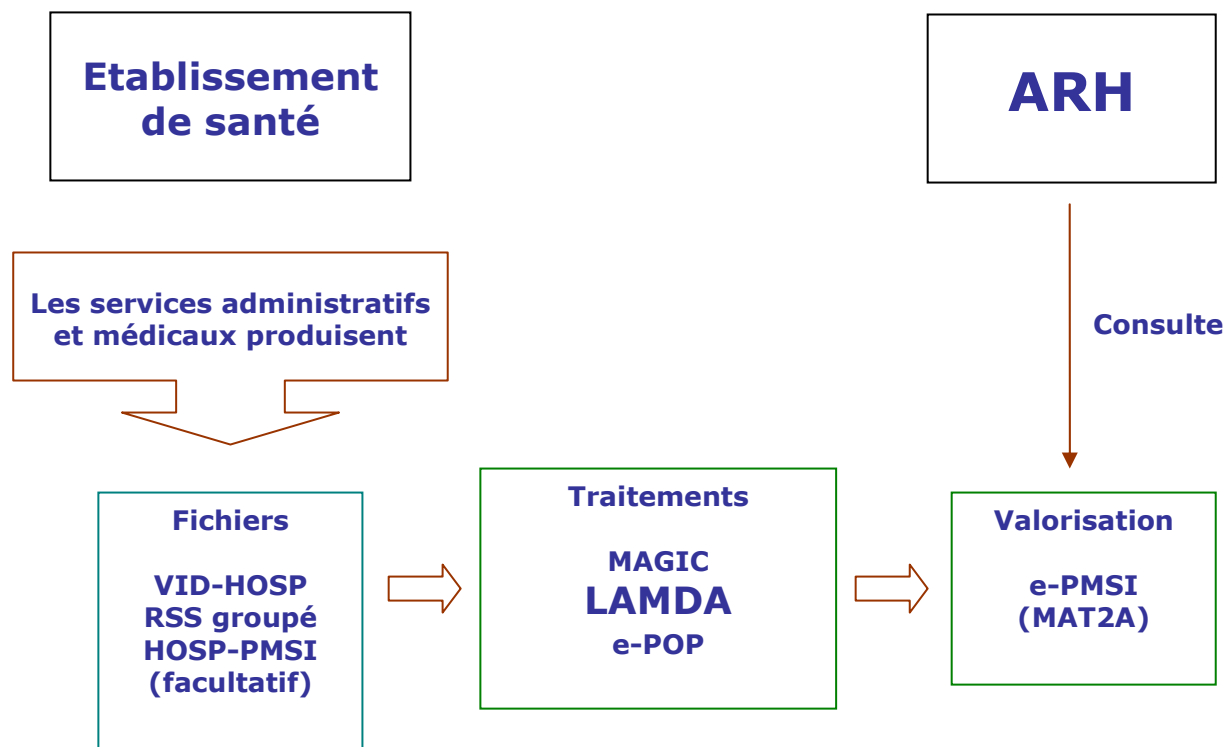 Etablissement
de santé
ARH
Les services administratifs
et médicaux produisent
Consulte
Fichiers
VID-HOSP
RSS groupé
HOSP-PMSI
(facultatif)
Traitements
MAGIC
LAMDA
e-POP
Valorisation
e-PMSI
(MAT2A)